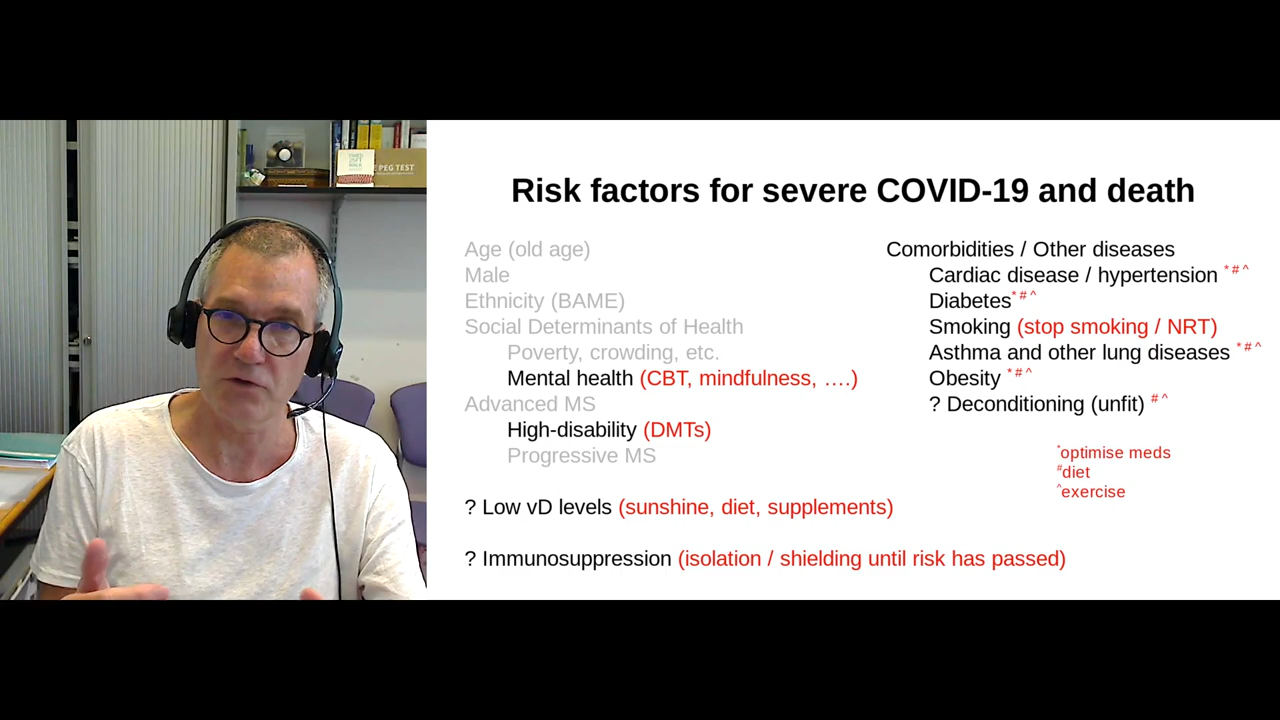 PEG TEST
Risk factors for severe COVID-19 and death
Age (old age)
Male
Ethnicity (BAME)
Social Determinants of Health
Poverty, crowding, etc.
Mental health (CBT, mindfulness, ….)
Advanced MS
High-disability (DMTs)
Progressive MS
? Low vD levels (sunshine, diet, supplements)
? Immunosuppression (isolation / shielding until risk has passed)
Comorbidities / Other diseases
Cardiac disease / hypertension * # ^
Diabetes* # ^
Smoking (stop smoking / NRT)
Asthma and other lung diseases * # ^
Obesity * # ^
? Deconditioning (unfit) # ^
*optimise meds
#diet
^exercise